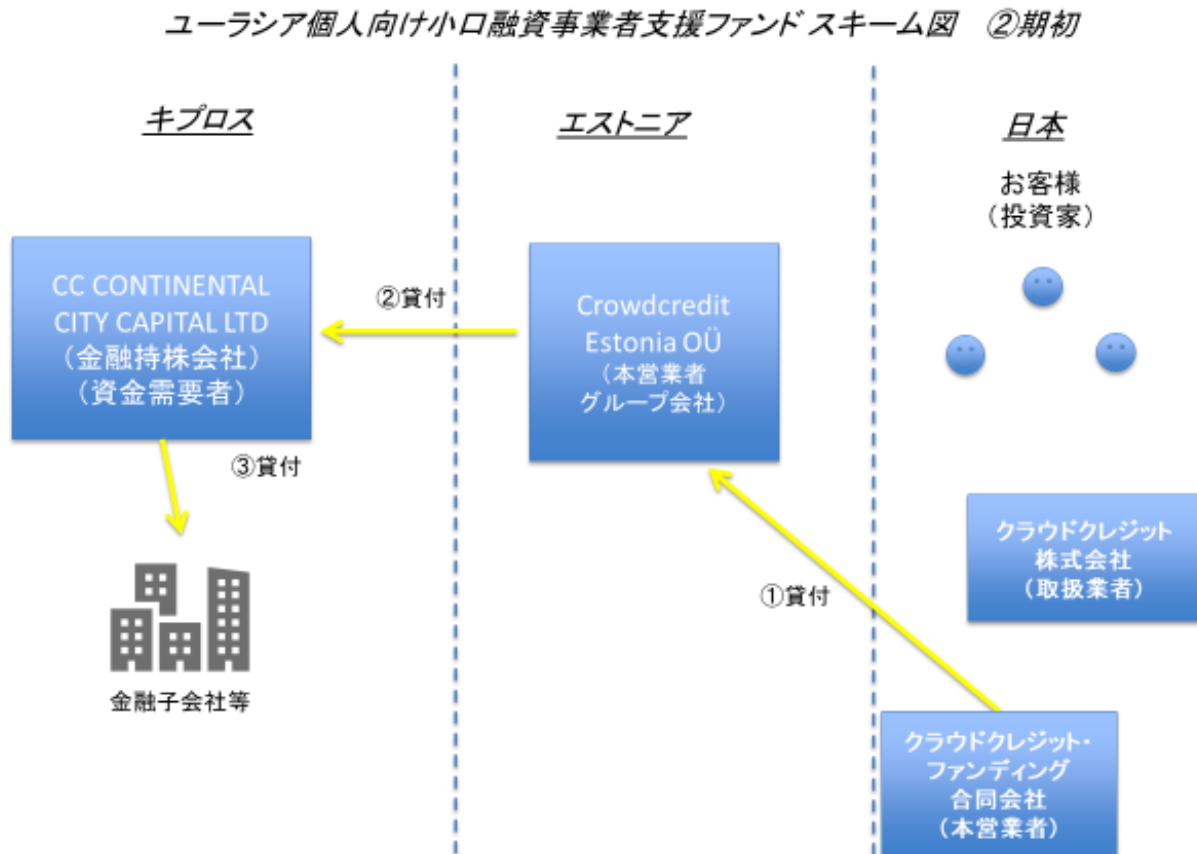 ユーラシア個人向け小口融資事業者支援ファンド スキーム図　②期初
キプロス
エストニア
日本
お客様
（投資家）
CC CONTINENTAL
CITY CAPITAL LTD
（金融持株会社）
（資金需要者）
②貸付
Crowdcredit
Estonia OÜ
（本営業者
グループ会社）
③貸付
金融子会社等
①貸付
クラウドクレジット
株式会社
（取扱業者）
クラウドクレジット・
ファンディング
合同会社
（本営業者）